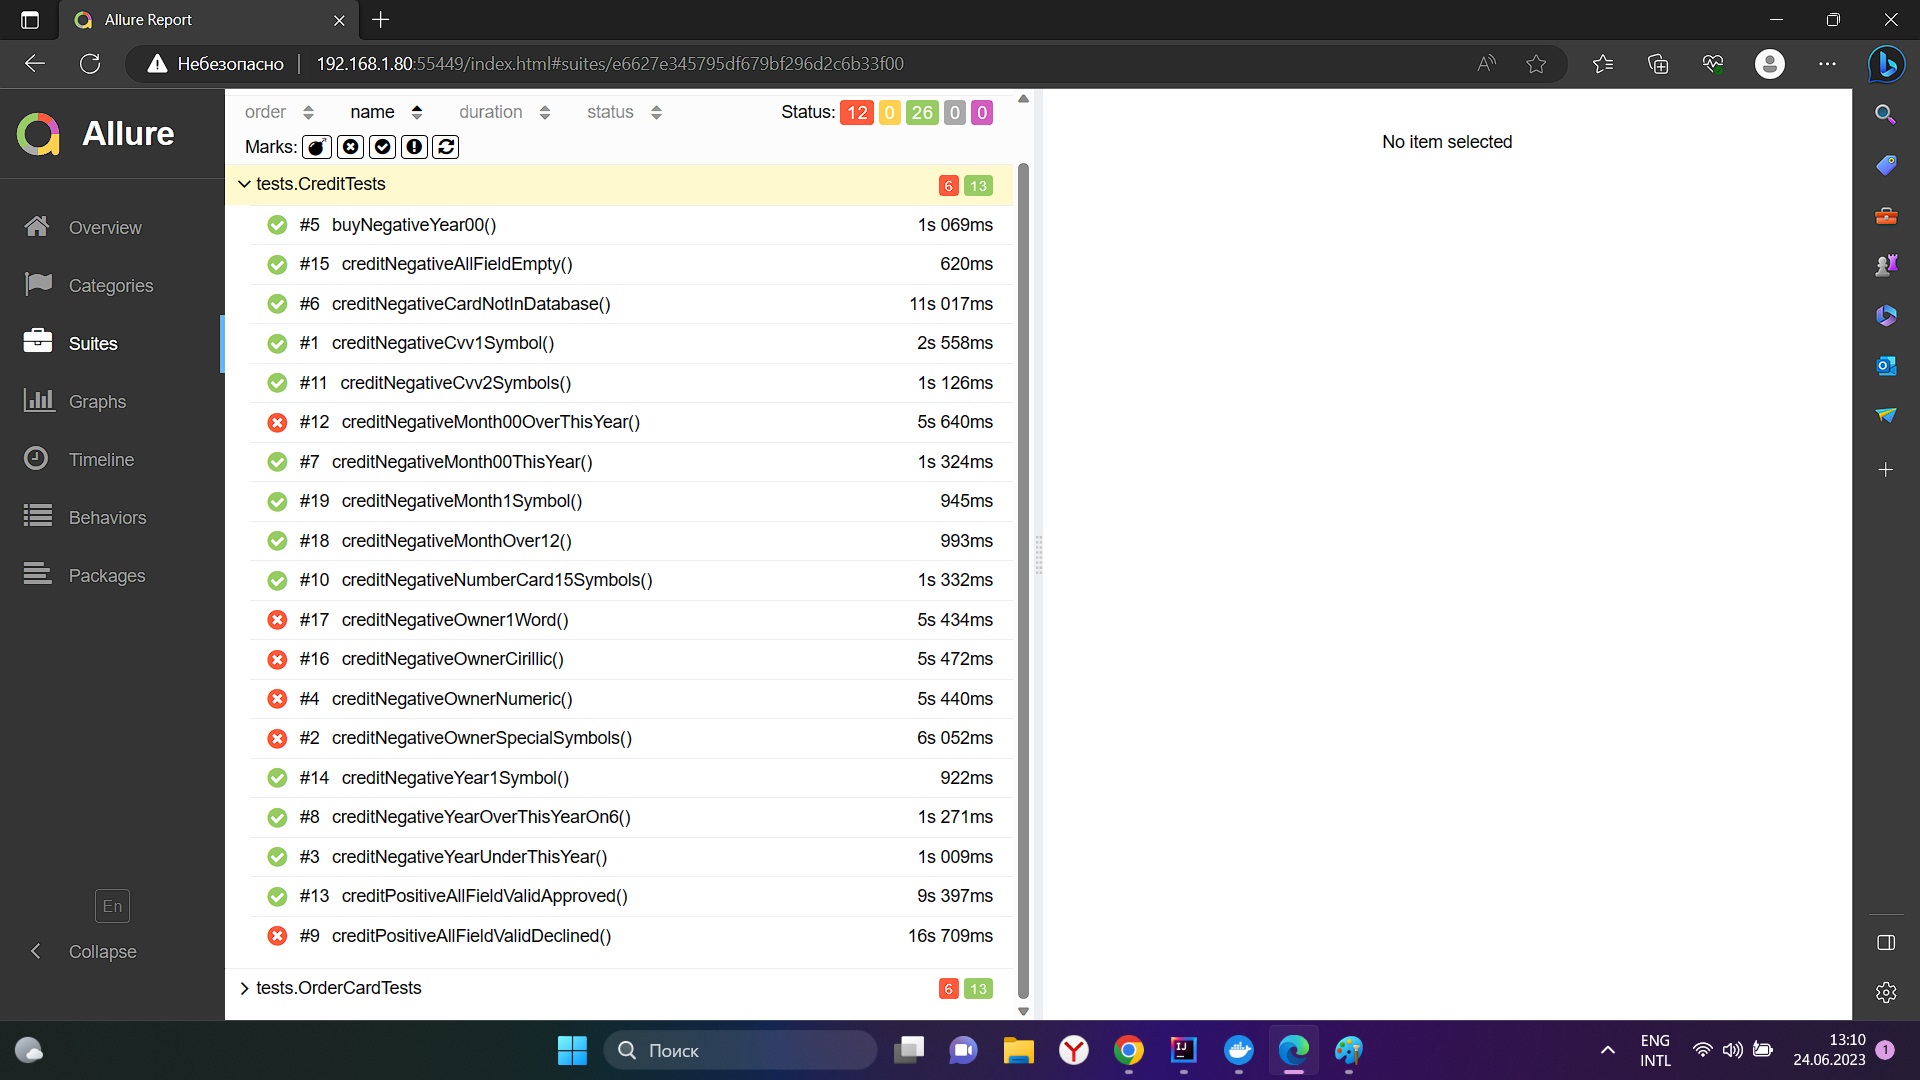 Allure Report
Небезопасно
192.168.1.80:55449/index.html#suites/e6627e345795df679bf296d2c6b33f00
Allure
Overview
Categories
Suites
Graphs
Timeline
Behaviors
Packages
En
Collapse
order name duration status Status: 12 0 26 0 0
Marks:
tests.CreditTests 6 13
#5 buyNegativeYear00() 1s 069ms
#15 creditNegativeAllFieldEmpty() 620ms
#6 creditNegativeCardNotInDatabase() 11s 017ms
#1 creditNegativeCvv1Symbol() 2s 558ms
#11 creditNegativeCvv2Symbols() 1s 126ms
#12 creditNegativeMonth00OverThisYear() 5s 640ms
#7 creditNegativeMonth00ThisYear() 1s 324ms
#19 creditNegativeMonth1Symbol() 945ms
#18 creditNegativeMonthOver12() 993ms
#10 creditNegativeNumberCard15Symbols() 1s 332ms
#17 creditNegativeOwner1Word() 5s 434ms
#16 creditNegativeOwnerCirillic() 5s 472ms
#4 creditNegativeOwnerNumeric() 5s 440ms
#2 creditNegativeOwnerSpecialSymbols() 6s 052ms
#14 creditNegativeYear1Symbol() 922ms
#8 creditNegativeYearOverThisYearOn6() 1s 271ms
#3 creditNegativeYearUnderThisYear() 1s 009ms
#13 creditPositiveAllFieldValidApproved() 9s 397ms
#9 creditPositiveAllFieldValidDeclined() 16s 709ms
tests.OrderCardTests 6 13
No item selected
Поиск
ENG
INTL
13:10
24.06.2023
1